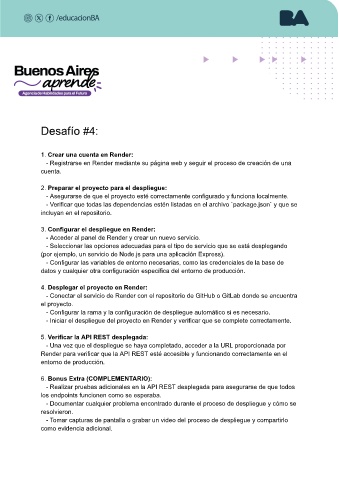 /educacionBA
BA
Buenos Aires
aprende
Agencia de Habilidades para el Futuro
Desafío #4:
1. Crear una cuenta en Render:
- Registrarse en Render mediante su página web y seguir el proceso de creación de una
cuenta.
2. Preparar el proyecto para el despliegue:
- Asegurarse de que el proyecto esté correctamente configurado y funciona localmente.
- Verificar que todas las dependencias estén listadas en el archivo `package.json` y que se
incluyan en el repositorio.
3. Configurar el despliegue en Render:
- Acceder al panel de Render y crear un nuevo servicio.
- Seleccionar las opciones adecuadas para el tipo de servicio que se está desplegando
(por ejemplo, un servicio de Node.js para una aplicación Express).
- Configurar las variables de entorno necesarias, como las credenciales de la base de
datos y cualquier otra configuración específica del entorno de producción.
4. Desplegar el proyecto en Render:
- Conectar el servicio de Render con el repositorio de GitHub o GitLab donde se encuentra
el proyecto.
- Configurar la rama y la configuración de despliegue automático si es necesario.
- Iniciar el despliegue del proyecto en Render y verificar que se complete correctamente.
5. Verificar la API REST desplegada:
- Una vez que el despliegue se haya completado, acceder a la URL proporcionada por
Render para verificar que la API REST esté accesible y funcionando correctamente en el
entorno de producción.
6. Bonus Extra (COMPLEMENTARIO):
- Realizar pruebas adicionales en la API REST desplegada para asegurarse de que todos
los endpoints funcionen como se esperaba.
- Documentar cualquier problema encontrado durante el proceso de despliegue y cómo se
resolvieron.
- Tomar capturas de pantalla o grabar un video del proceso de despliegue y compartirlo
como evidencia adicional.